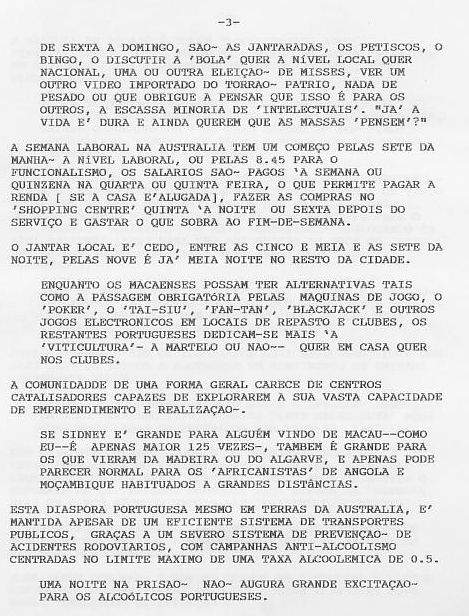 -3-
DE SEXTA A DOMINGO, SAO~ AS JANTARADAS, OS PETISCOS, O
BINGO, O DISCUTIR A 'BOLA' QUER A NíVEL LOCAL QUER
NACIONAL, UMA OU OUTRA ELEIÇAO~ DE MISSES, VER UM
OUTRO VIDEO IMPORTADO DO TORRAO~ PATRIO, NADA DE
PESADO OU QUE OBRIGUE A PENSAR QUE ISSO É PARA OS
OUTROS, A ESCASSA MINORIA DE 'INTELECTUAIS'. "JA' A
VIDA E' DURA E AINDA QUEREM QUE AS MASSAS 'PENSEM'?"
A SEMANA LABORAL NA AUSTRALIA TEM UM COMEÇO PELAS SETE DA
MANHA~ A NíVEL LABORAL, OU PELAS 8.45 PARA O
FUNCIONALISMO, OS SALARIOS SAO~ PAGOS 'A SEMANA OU
QUINZENA NA QUARTA OU QUINTA FEIRA, O QUE PERMITE PAGAR A
RENDA [ SE A CASA E'ALUGADA], FAZER AS COMPRAS NO
'SHOPPING CENTRE' QUINTA 'A NOITE  OU SEXTA DEPOIS DO
SERVIÇO E GASTAR O QUE SOBRA AO FIM-DE-SEMANA.
O JANTAR LOCAL E' CEDO, ENTRE AS CINCO E MEIA E AS SETE DA
NOITE, PELAS NOVE É JA' MEIA NOITE NO RESTO DA CIDADE.
ENQUANTO OS MACAENSES POSSAM TER ALTERNATIVAS TAIS
COMO A PASSAGEM OBRIGATÓRIA PELAS  MAQUINAS DE JOGO, O
'POKER', O 'TAI-SIU', 'FAN-TAN', 'BLACKJACK' E OUTROS
JOGOS ELECTRONICOS EM LOCAIS DE REPASTO E CLUBES, OS
RESTANTES PORTUGUESES DEDICAM-SE MAIS 'A
'VITICULTURA'- A MARTELO OU NAO~-  QUER EM CASA QUER
NOS CLUBES.
A COMUNIDADDE DE UMA FORMA GERAL CARECE DE CENTROS
CATALISADORES CAPAZES DE EXPLORAREM A SUA VASTA CAPACIDADE
DE EMPREENDIMENTO E REALIZAÇAO~.
SE SIDNEY E' GRANDE PARA ALGUÉM VINDO DE MACAU--COMO
EU--É  APENAS MAIOR 125 VEZES-, TAMBEM É GRANDE PARA
OS QUE VIERAM DA MADEIRA OU DO ALGARVE, E APENAS PODE
PARECER NORMAL PARA OS 'AFRICANISTAS' DE ANGOLA E
MOÇAMBIQUE HABITUADOS A GRANDES DISTÂNCIAS.
ESTA DIASPORA PORTUGUESA MESMO EM TERRAS DA AUSTRALIA, E'
MANTIDA APESAR DE UM EFICIENTE SISTEMA DE TRANSPORTES
PUBLICOS,  GRAÇAS A UM SEVERO SISTEMA DE PREVENÇAO~ DE
ACIDENTES RODOVIARIOS, COM CAMPANHAS ANTI-ALCOOLISMO
CENTRADAS NO LIMITE MAXIMO DE UMA TAXA ALCOOLEMICA DE 0.5.
UMA NOITE NA PRISAO~  NAO~ AUGURA GRANDE EXCITAÇAO~
PARA OS ALCOóLICOS PORTUGUESES.